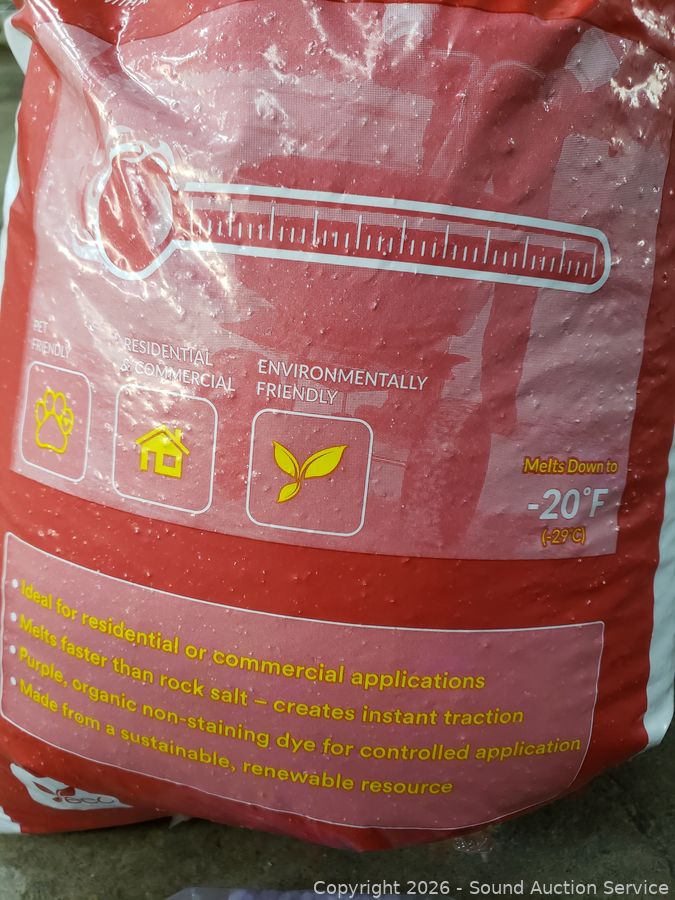 PET
FRIENDLY
RESIDENTIAL
& COMMERCIAL
ENVIRONMENTALLY
FRIENDLY
Melts Down to
-20°F
(-29°C)
• Ideal for residential or commercial applications
• Melts faster than rock salt – creates instant traction
• Purple, organic non-staining dye for controlled application
• Made from a sustainable, renewable resource
Copyright 2026 - Sound Auction Service